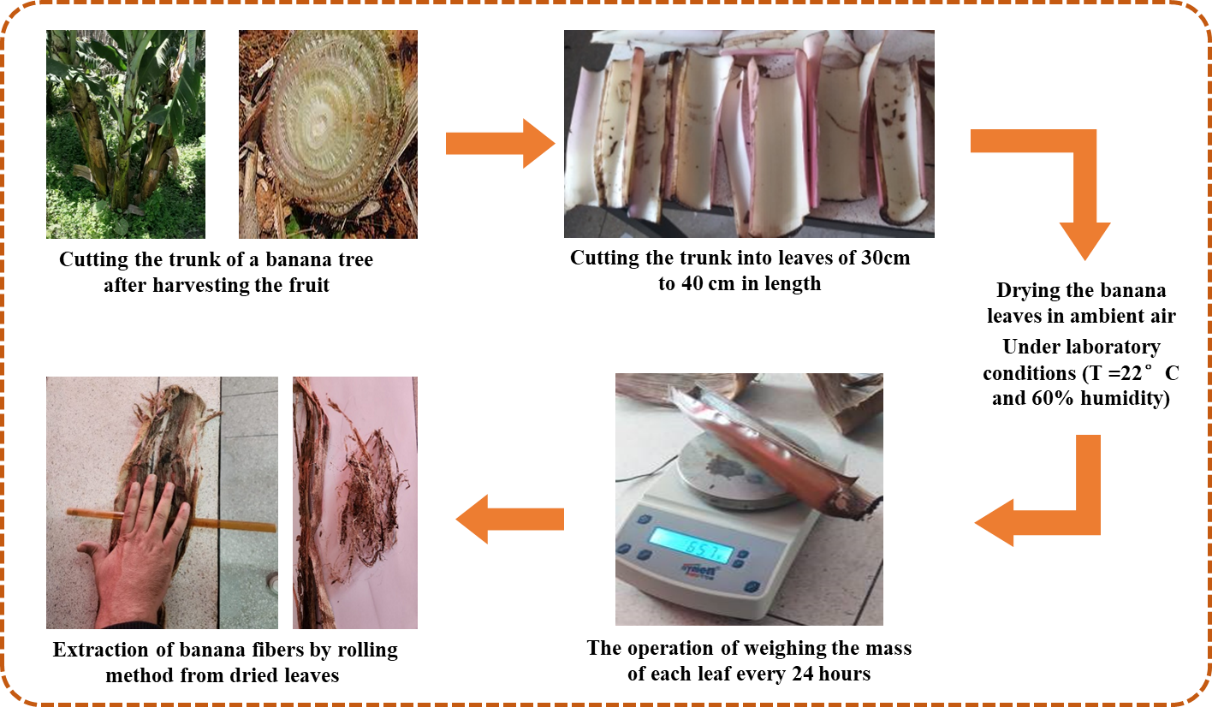 Cutting the trunk of a banana tree
after harvesting the fruit
Cutting the trunk into leaves of 30cm
to 40 cm in length
Drying the banana
leaves in ambient air
Under laboratory
conditions (T =22° C
and 60% humidity)
The operation of weighing the mass
of each leaf every 24 hours
Extraction of banana fibers by rolling
method from dried leaves